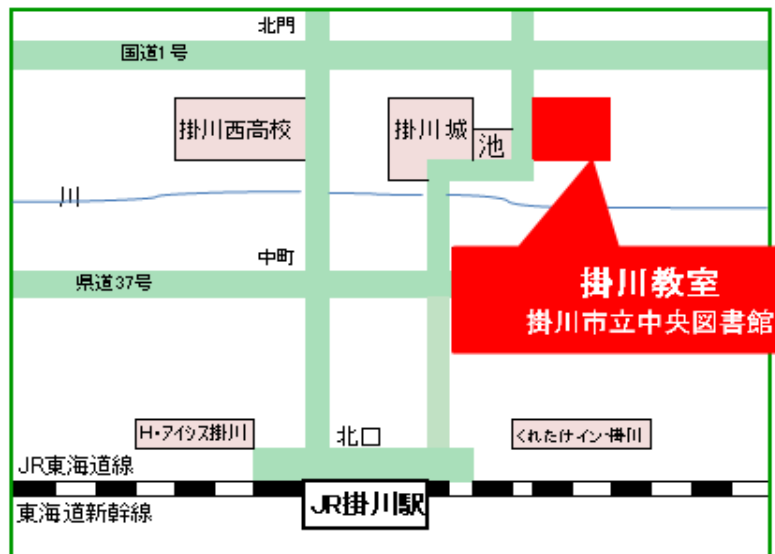 北門
国道1号
掛川西高校
掛川城
池
川
中町
県道37号
掛川教室
掛川市立中央図書館
H・アイシス掛川
北口
くれたけイン・掛川
JR東海道線
JR掛川駅
東海道新幹線